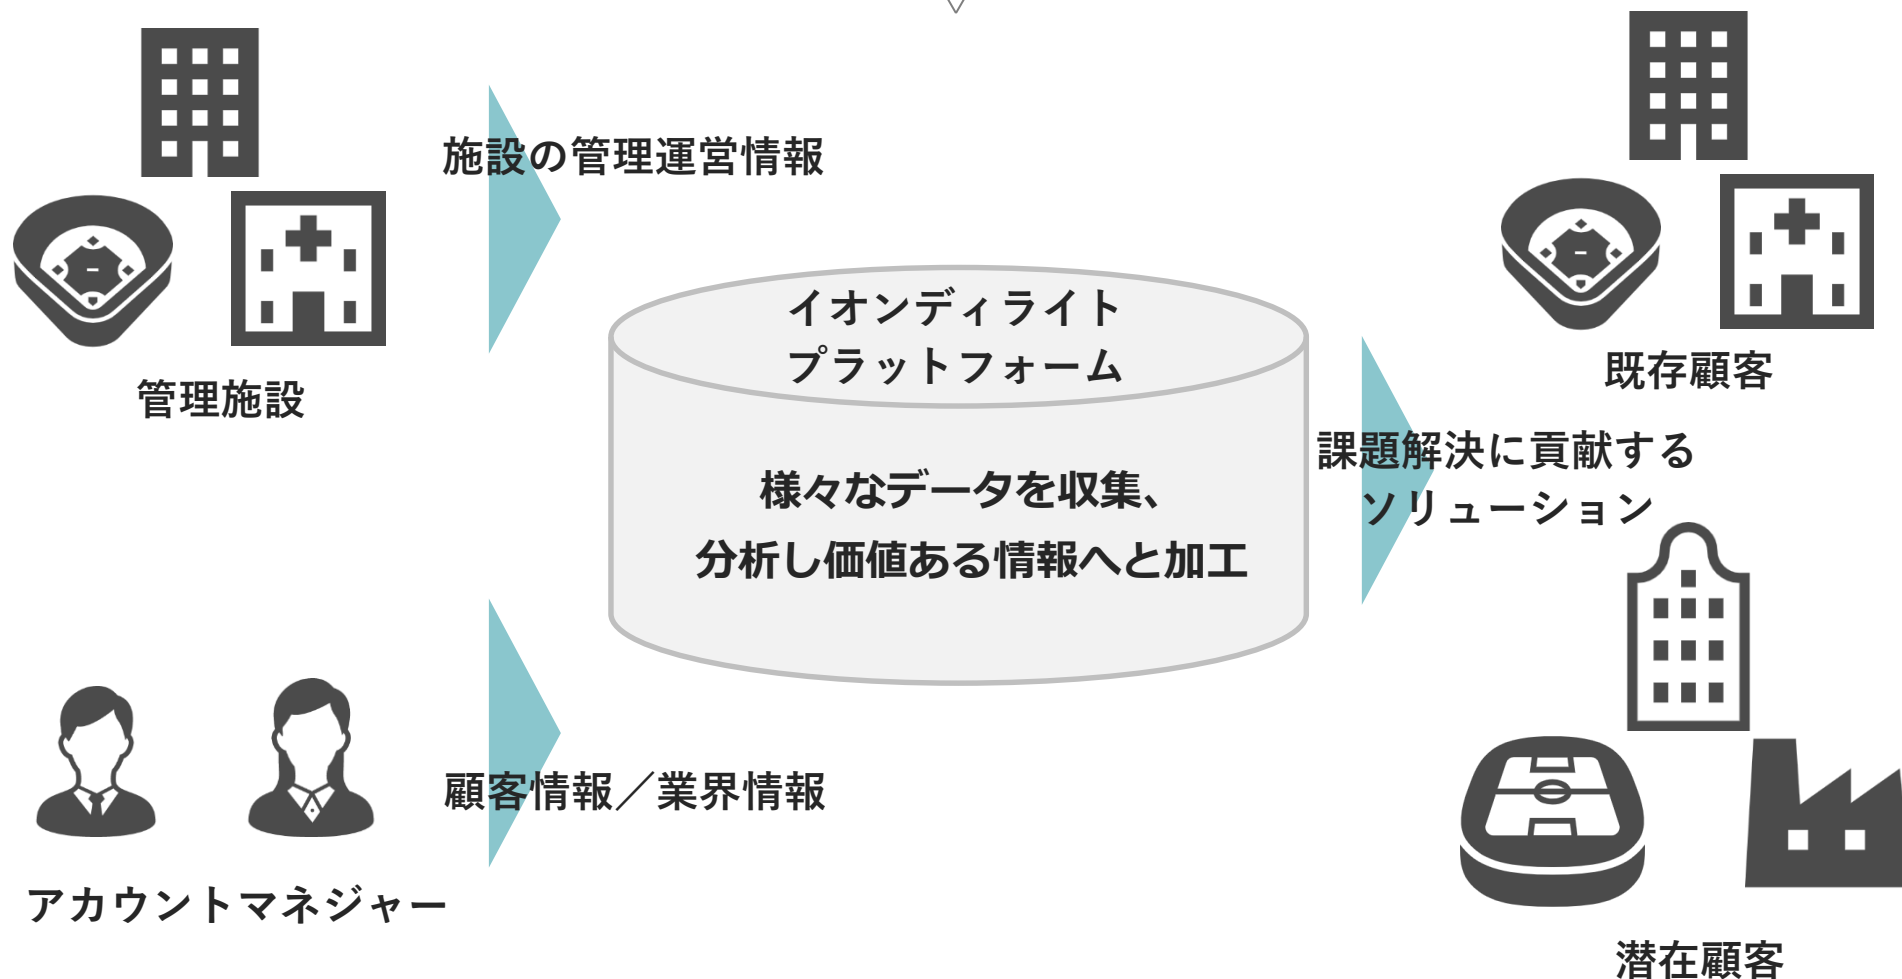 施設の管理運営情報
管理施設
イオンディライト
プラットフォーム
様々なデータを収集、
分析し価値ある情報へと加工
既存顧客
課題解決に貢献する
ソリューション
顧客情報／業界情報
アカウントマネジャー
潜在顧客